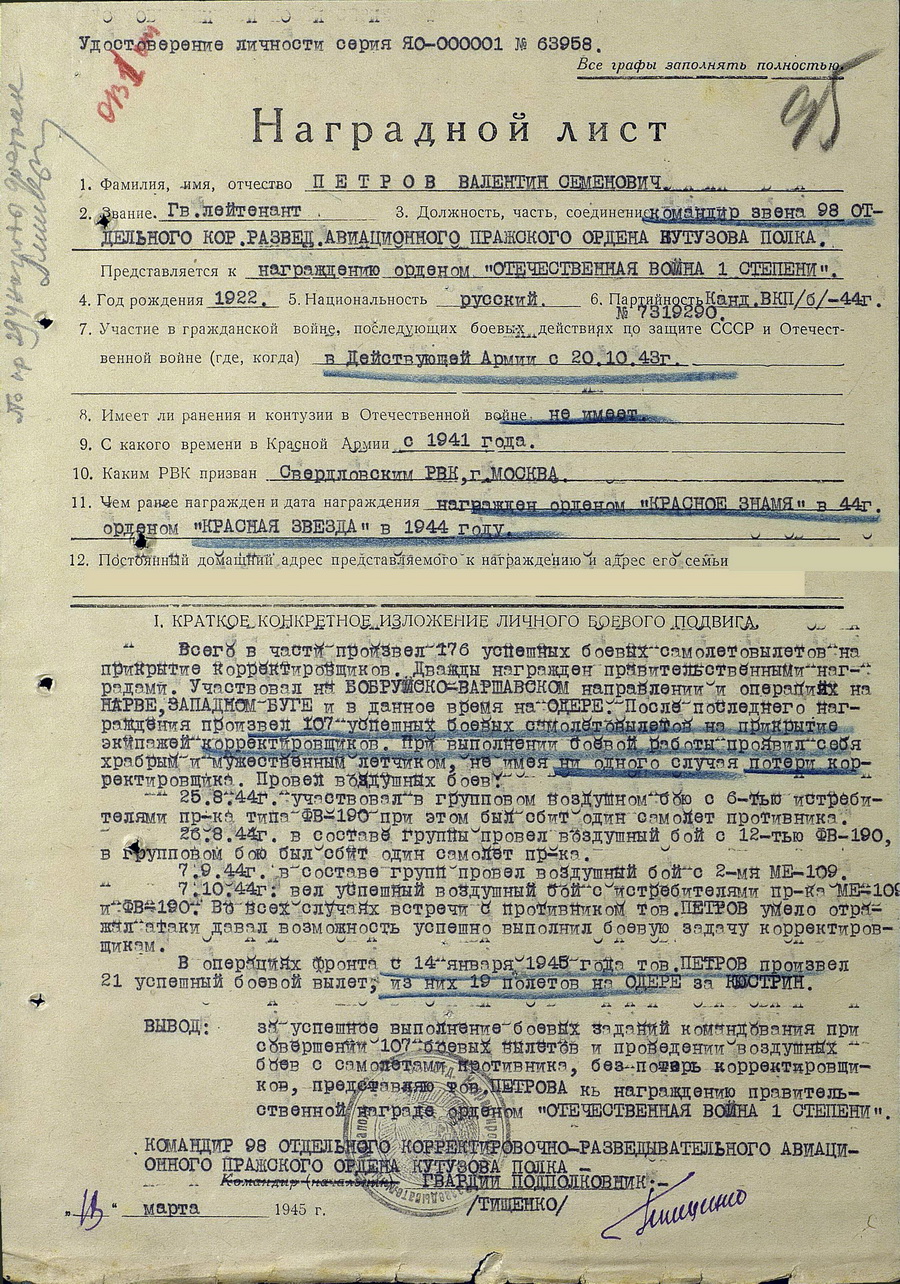 Удостоверение личности серия ЯО-000001 № 63958.
Все графы заполнять полностью.
Наградной лист
1. Фамилия, имя, отчество ПЕТРОВ ВАЛЕНТИН СЕМЕНОВИЧ.
2. Звание. Гв.лейтенант . 3. Должность, часть, соединение командир звена 98 ОТ-
ДЕЛЬНОГО КОР.РАЗВЕД.АВИАЦИОННОГО ПРАЖСКОГО ОРДЕНА КУТУЗОВА ПОЛКА.
Представляется к награждению орденом "ОТЕЧЕСТВЕННАЯ ВОЙНА 1 СТЕПЕНИ".
4. Год рождения 1922. 5. Национальность русский. 6. Партийность Канд.ВКП/б/-44г.
№ 7319290.
7. Участие в гражданской войне, последующих боевых действиях по защите СССР и Отечест-
венной войне (где, когда) в Действующей Армии с 20.10.43г.
8. Имеет ли ранения и контузии в Отечественной войне не имеет.
9. С какого времени в Красной Армии с 1941 года.
10. Каким РВК призван Свердловским РВК,г.МОСКВА.
11. Чем ранее награжден и дата награждения награжден орденом "КРАСНОЕ ЗНАМЯ" в 44г.
орденом "КРАСНАЯ ЗВЕЗДА" в 1944 году.
12. Постоянный домашний адрес представляемого к награждению и адрес его семьи
I. КРАТКОЕ КОНКРЕТНОЕ ИЗЛОЖЕНИЕ ЛИЧНОГО БОЕВОГО ПОДВИГА
Всего в части произвел 176 успешных боевых самолетовылетов на
прикрытие корректировщиков. Дважды награжден правительственными наг-
радами. Участвовал на БОБРУЙСКО-ВАРШАВСКОМ направлении и операциях на
НАРВЕ,ЗАПАДНОМ БУГЕ и в данное время на ОДЕРЕ. После последнего наг-
раждения произвел 107 успешных боевых самолетовылетов на прикрытие
экипажей корректировщиков. При выполнении боевой работы проявил себя
храбрым и мужественным летчиком, не имея ни одного случая потери кор-
ректировщика. Провел воздушных боев:
25.8.44г. участвовал в групповом воздушном бою с 6-тью истреби-
телями пр-ка типа ФВ-190 при этом был сбит один самолет противника.
26.8.44г. в составе группы провел воздушный бой с 12-тью ФВ-190,
в групповом бою был сбит один самолет пр-ка.
7.9.44г. в составе групп провел воздушный бой с 2-мя МЕ-109.
7.10.44г. вел успешный воздушный бой с истребителями пр-ка МЕ-109
и ФВ-190. Во всех случаях встречи с противником тов.ПЕТРОВ умело отра-
жал атаки давал возможность успешно выполнил боевую задачу корректиров-
щикам.
В операциях фронта с 14 января 1945 года тов.ПЕТРОВ произвел
21 успешный боевой вылет, из них 19 полетов на ОДЕРЕ за КЮСТРИН.
ВЫВОД: за успешное выполнение боевых заданий командования при
совершении 107 боевых вылетов и проведении воздушных
боев с самолетами противника, без потерь корректировщи-
ков, представляю тов.ПЕТРОВА кь награждению правитель-
ственной награде орденом "ОТЕЧЕСТВЕННАЯ ВОЙНА 1 СТЕПЕНИ".
КОМАНДИР 98 ОТДЕЛЬНОГО КОРРЕКТИРОВОЧНО-РАЗВЕДЫВАТЕЛЬНОГО АВИАЦИ-
ОННОГО ПРАЖСКОГО ОРДЕНА КУТУЗОВА ПОЛКА -
Командир (начальник) ГВАРДИИ ПОДПОЛКОВНИК:-
/ТИЩЕНКО/
"13" марта 1945 г.